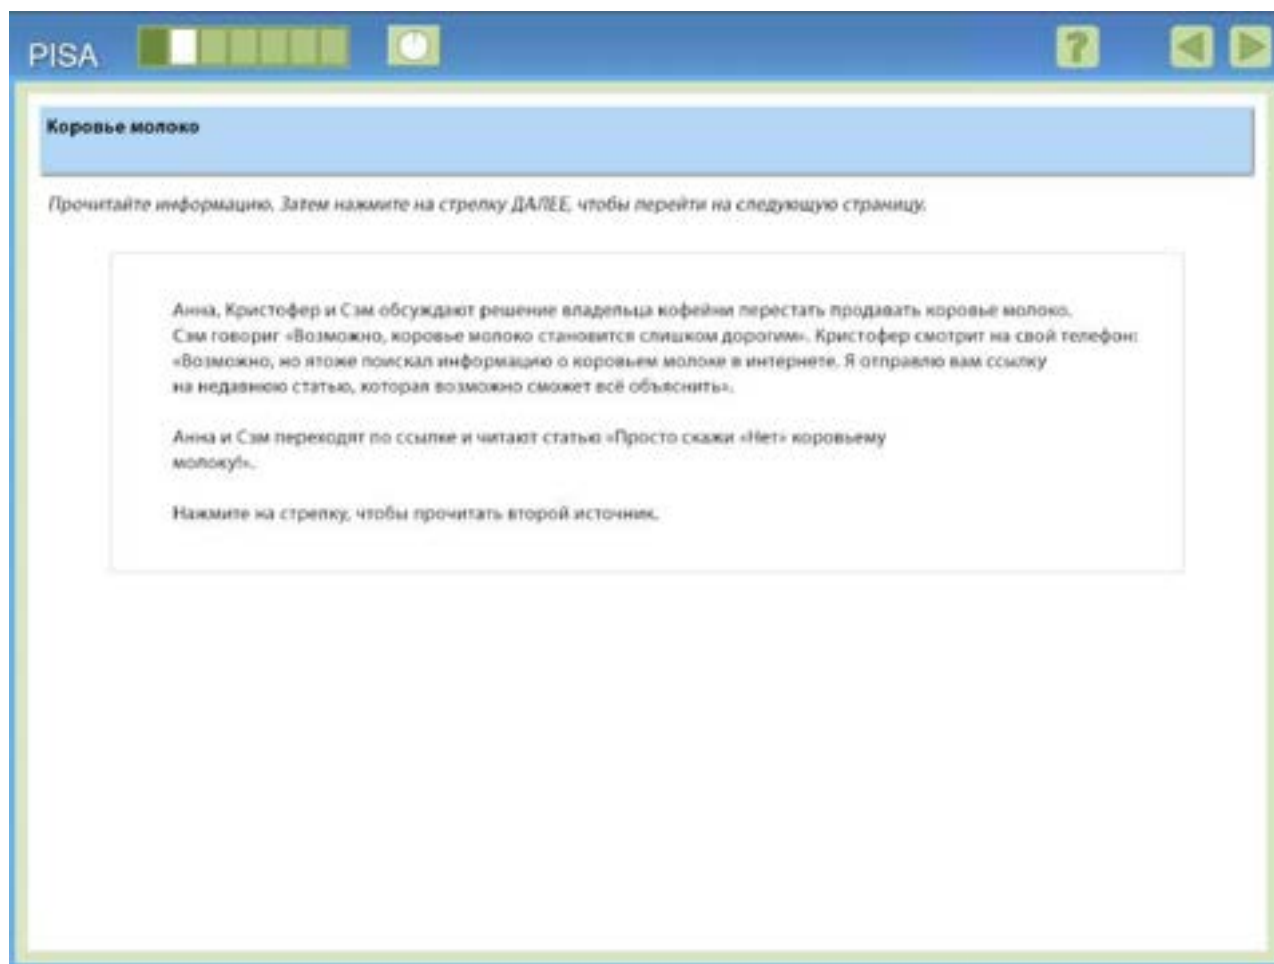 PISA
?
Коровье молоко
Прочитайте информацию. Затем нажмите на стрелку ДАЛЕЕ, чтобы перейти на следующую страницу.
Анна, Кристофер и Сэм обсуждают решение владельца кофейни перестать продавать коровье молоко.
Сэм говориг «Возможно, коровье молоко становится слишком дорогим». Кристофер смотрит на свой телефон:
«Возможно, но ятоже поискал информацию о коровьем молоке в интернете. Я отправлю вам ссылку
на недавнюю статью, которая возможно сможет всё объяснить».
Анна и Сэм переходят по ссылке и читают статью «Просто скажи «Нет» коровьему
молоку!».
Нажмите на стрелку, чтобы прочитать второй источник.